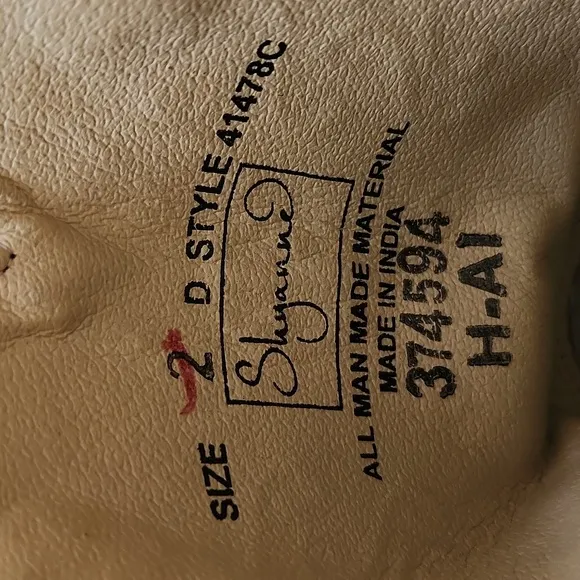 SIZE 2 D STYLE 41478C
Shyanne
ALL MAN MADE MATERIAL
MADE IN INDIA
374594
H-AI